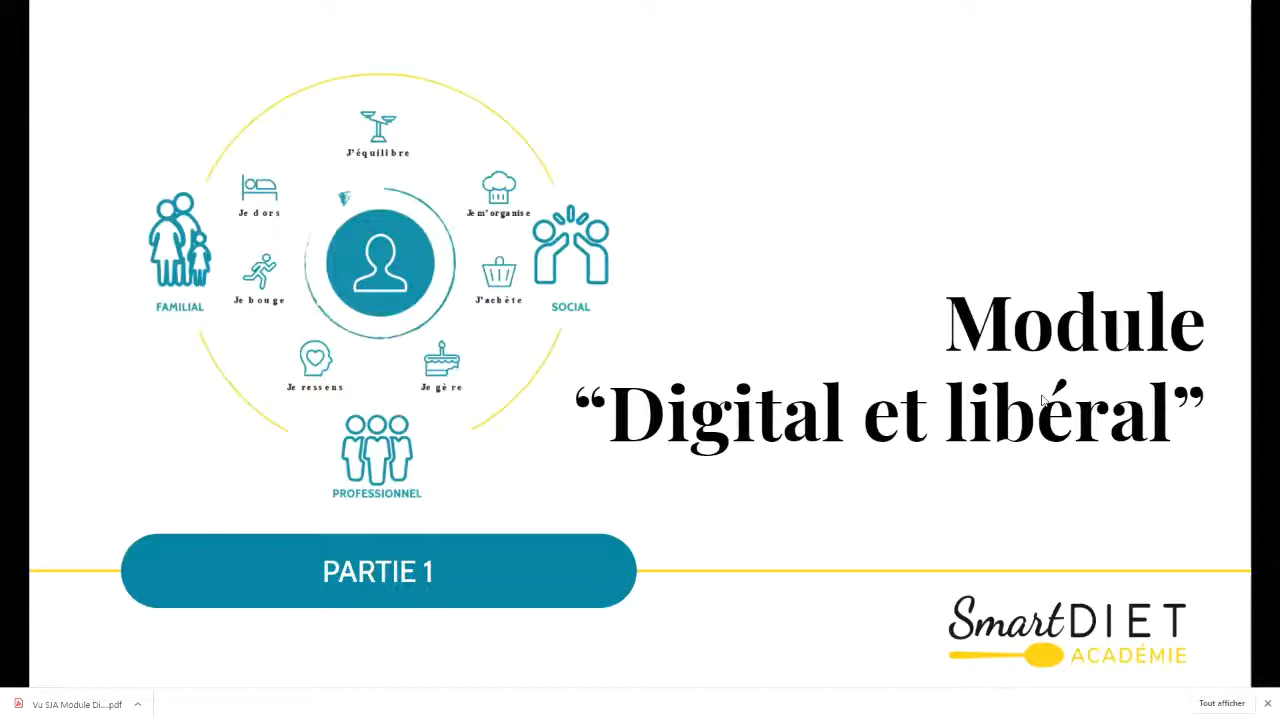 J'équilibre
Je dors
Je m'organise
Je bouge
J'achète
FAMILIAL
SOCIAL
Je ressens
Je gère
PROFESSIONNEL
Module
“Digital et libéral”
PARTIE 1
SmartDIET
ACADÉMIE
Vu SJA Module Di....pdf
Tout afficher